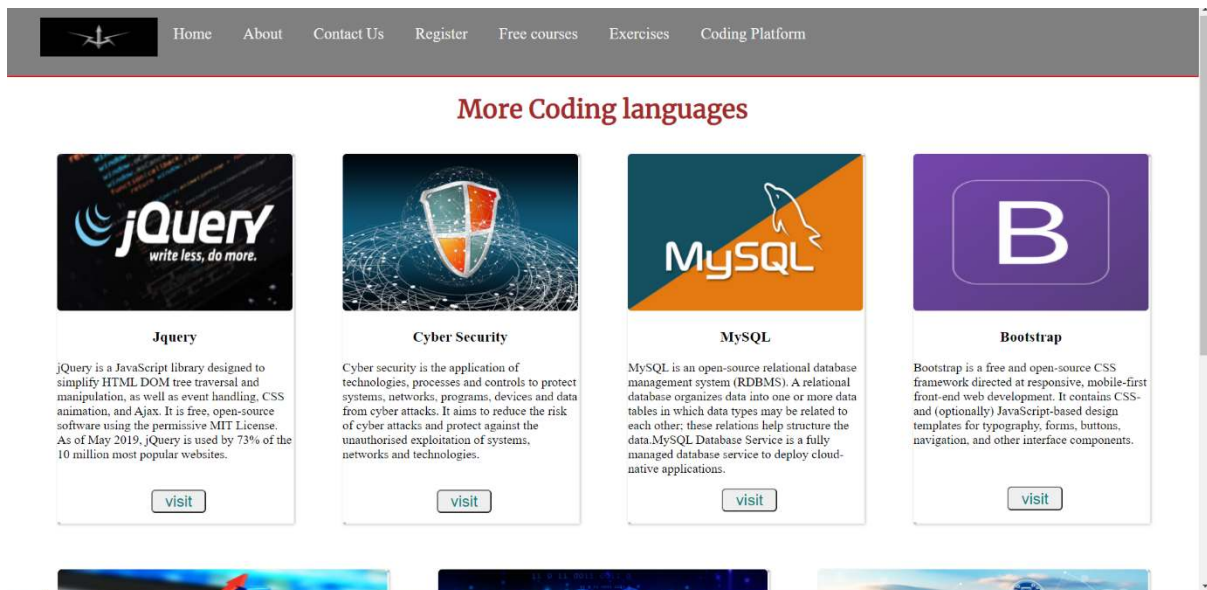 Home About Contact Us Register Free courses Exercises Coding Platform
More Coding languages
jQuery
write less, do more.
Jquery
jQuery is a JavaScript library designed to
simplify HTML DOM tree traversal and
manipulation, as well as event handling, CSS
animation, and Ajax. It is free, open-source
software using the permissive MIT License.
As of May 2019, jQuery is used by 73% of the
10 million most popular websites.
visit
Cyber Security
Cyber security is the application of
technologies, processes and controls to protect
systems, networks, programs, devices and data
from cyber attacks. It aims to reduce the risk
of cyber attacks and protect against the
unauthorised exploitation of systems,
networks and technologies.
visit
MySQL
MySQL
MySQL is an open-source relational database
management system (RDBMS). A relational
database organizes data into one or more data
tables in which data types may be related to
each other; these relations help structure the
data.MySQL Database Service is a fully
managed database service to deploy cloud-
native applications.
visit
B
Bootstrap
Bootstrap is a free and open-source CSS
framework directed at responsive, mobile-first
front-end web development. It contains CSS-
and (optionally) JavaScript-based design
templates for typography, forms, buttons,
navigation, and other interface components.
visit